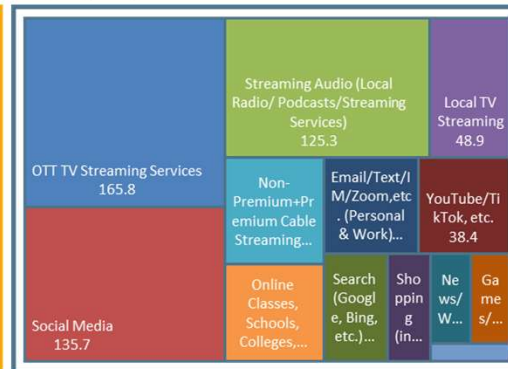 OTT TV Streaming Services
165.8
Social Media
135.7
Streaming Audio (Local
Radio/ Podcasts/Streaming
Services)
125.3
Local TV
Streaming
48.9
Non-
Premium+Pr
emium Cable
Streaming...
Email/Text/I
M/Zoom,etc
. (Personal
& Work)...
YouTube/Ti
kTok, etc.
38.4
Online
Classes,
Schools,
Colleges,...
Search
(Googl
e, Bing,
etc.)...
Sho
ppin
g
(in...
Ne
ws/
W...
Ga
mes
/...